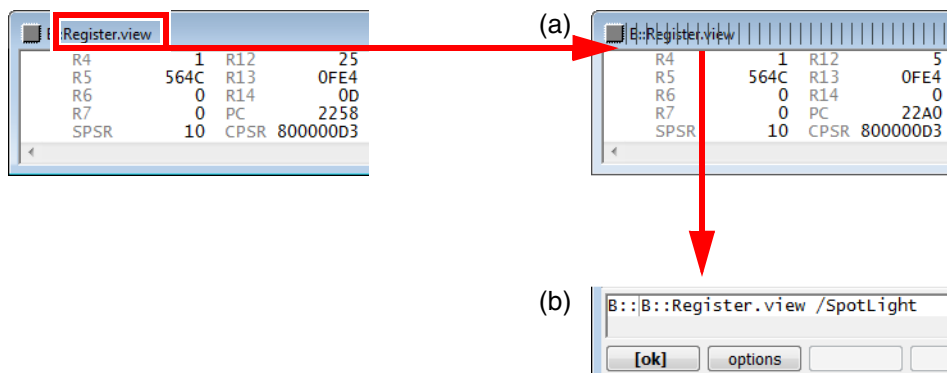 B::Register.view
R4 1 R12 25
R5 564C R13 0FE4
R6 0 R14 0D
R7 0 PC 2258
SPSR 10 CPSR 800000D3
(a)
B::Register.view
R4 1 R12 5
R5 564C R13 0FE4
R6 0 R14 0
R7 0 PC 22A0
SPSR 10 CPSR 800000D3
(b)
B::B::Register.view /SpotLight
[ok] options